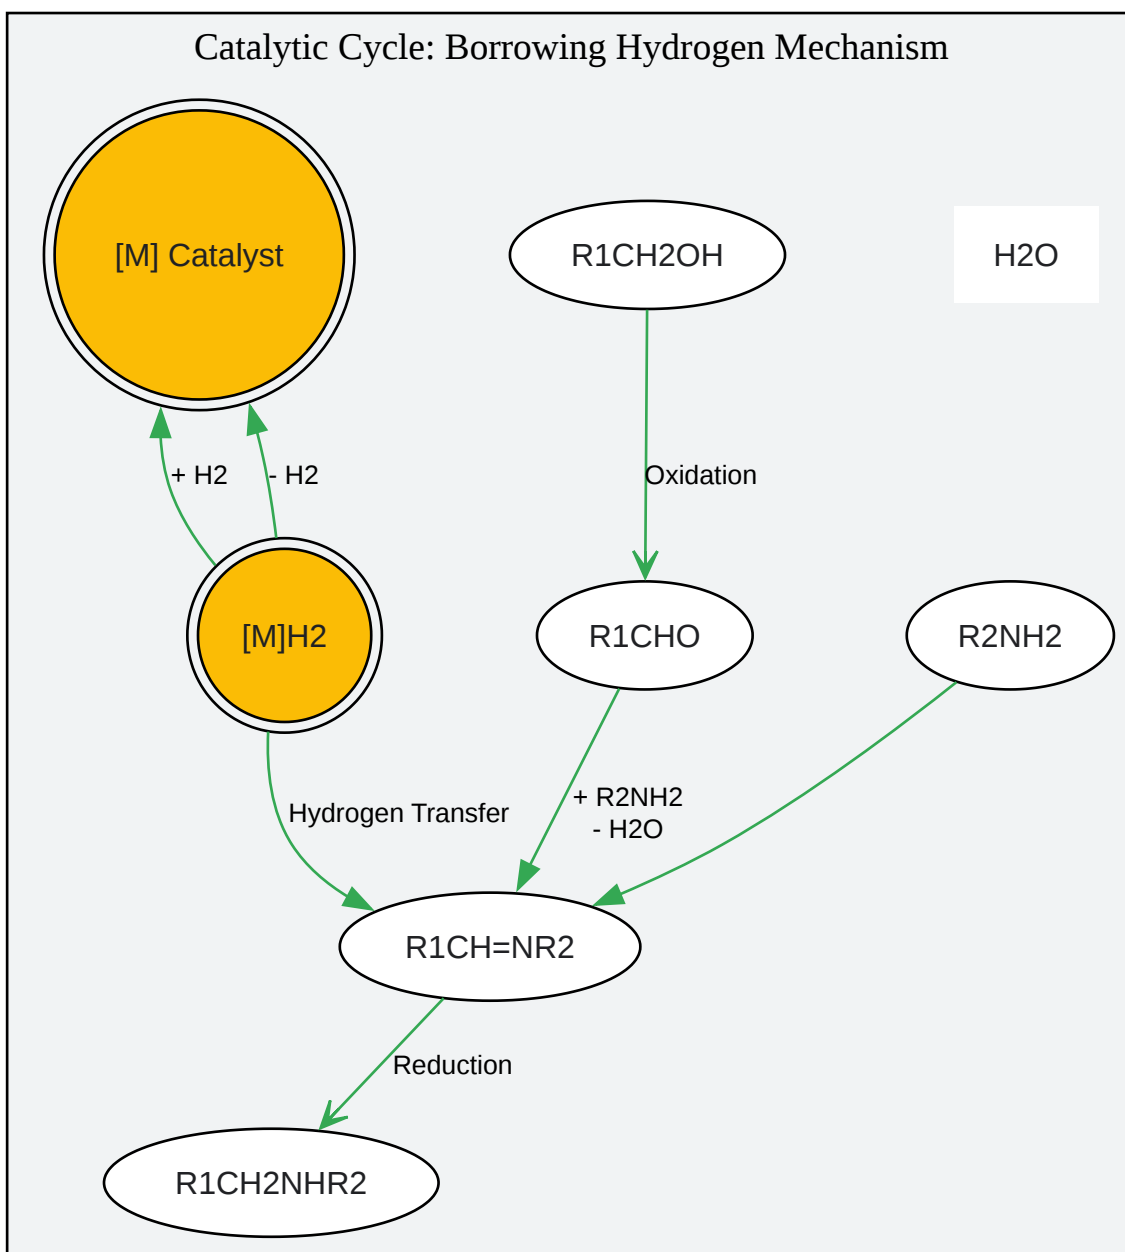 Catalytic Cycle: Borrowing Hydrogen Mechanism
[M] Catalyst
R1CH2OH
H2O
+ H2
- H2
Oxidation
[M]H2
R1CHO
R2NH2
Hydrogen Transfer
+ R2NH2
- H2O
R1CH=NR2
Reduction
R1CH2NHR2